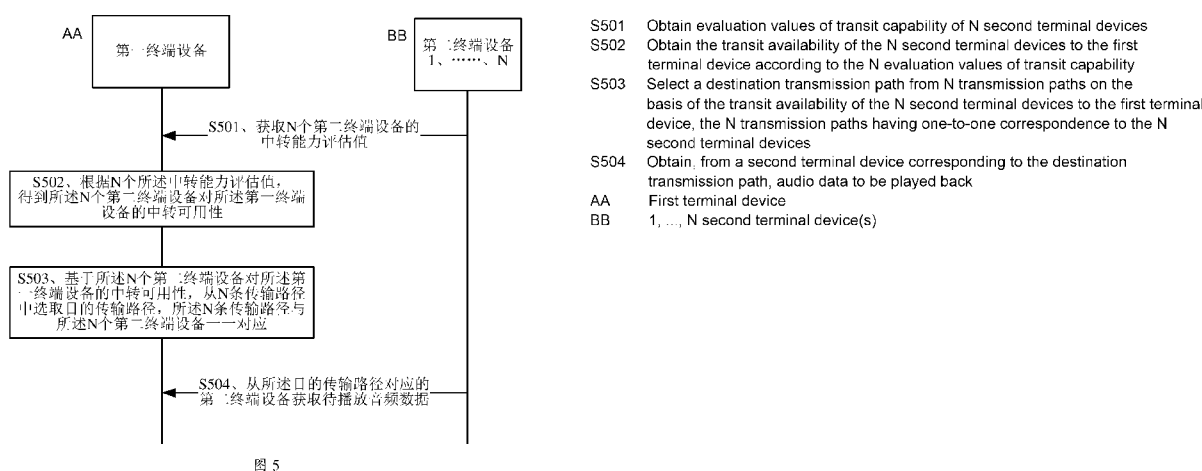 AA
第一终端设备
BB
第二终端设备
1、……、N
S501、获取N个第二终端设备的
中转能力评估值
S502、根据N个所述中转能力评估值,
得到所述N个第二终端设备对所述第一终端
设备的中转可用性
S503、基于所述N个第二终端设备对所述第
一终端设备的中转可用性，从N条传输路径
中选取目的传输路径，所述N条传输路径与
所述N个第二终端设备一一对应
S504、从所述目的传输路径对应的
第二终端设备获取待播放音频数据
图 5
S501 Obtain evaluation values of transit capability of N second terminal devices
S502 Obtain the transit availability of the N second terminal devices to the first
terminal device according to the N evaluation values of transit capability
S503 Select a destination transmission path from N transmission paths on the
basis of the transit availability of the N second terminal devices to the first terminal
device, the N transmission paths having one-to-one correspondence to the N
second terminal devices
S504 Obtain, from a second terminal device corresponding to the destination
transmission path, audio data to be played back
AA First terminal device
BB 1, ..., N second terminal device(s)